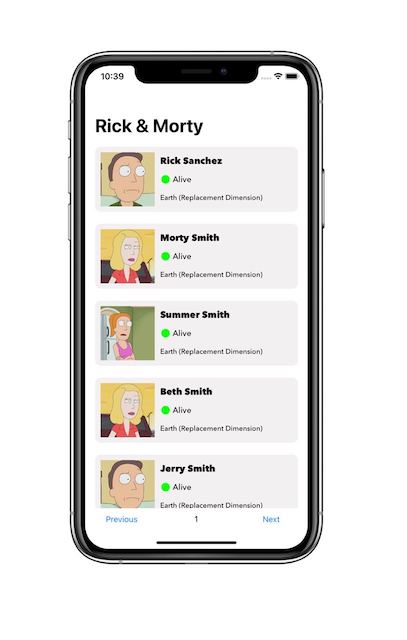 10:39
Rick & Morty
Rick Sanchez
Alive
Earth (Replacement Dimension)
Morty Smith
Alive
Earth (Replacement Dimension)
Summer Smith
Alive
Earth (Replacement Dimension)
Beth Smith
Alive
Earth (Replacement Dimension)
Jerry Smith
Alive
Earth (Replacement Dimension)
Previous 1 Next